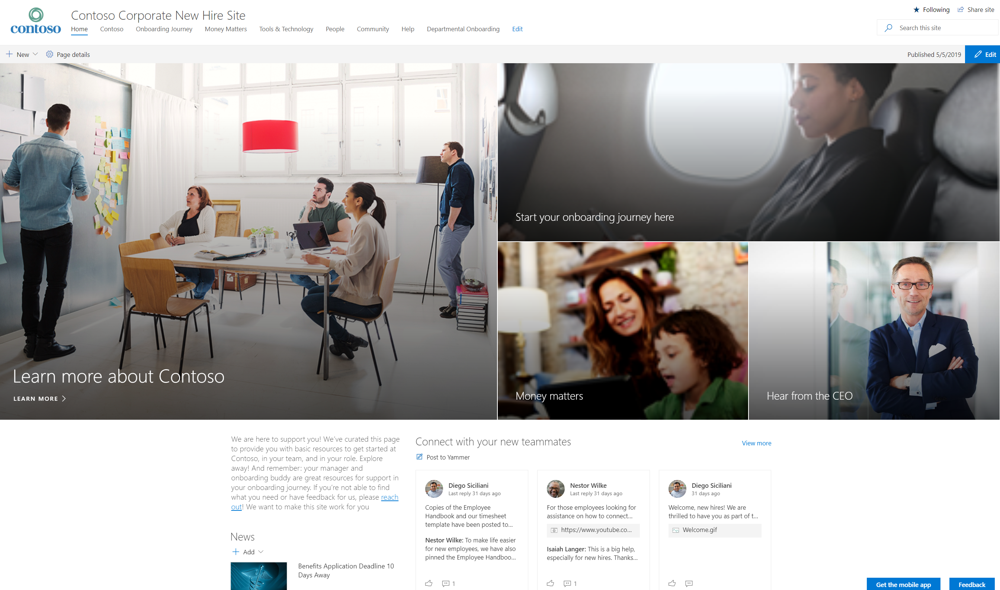 contoso
Contoso Corporate New Hire Site
Following
Share site
Home
Contoso
Onboarding Journey
Money Matters
Tools & Technology
People
Community
Help
Departmental Onboarding
Edit
Search this site
New
Page details
Published 5/5/2019
Edit
Learn more about Contoso
LEARN MORE
Start your onboarding journey here
Money matters
Hear from the CEO
We are here to support you! We've curated this page
to provide you with basic resources to get started at
Contoso, in your team, and in your role. Explore
away! And remember: your manager and
onboarding buddy are great resources for support in
your onboarding journey. If you're not able to find
what you need or have feedback for us, please reach
out! We want to make this site work for you
News
Add
Benefits Application Deadline 10
Days Away
Connect with your new teammates
View more
Post to Yammer
Diego Siciliani
Last reply 31 days ago
Copies of the Employee
Handbook and our timesheet
template have been posted to...
Nestor Wilke: To make life easier
for new employees, we have also
pinned the Employee Handboo...
1
Nestor Wilke
Last reply 31 days ago
For those employees looking for
assistance on how to connect...
https://www.youtube.co...
Isaiah Langer: This is a big help,
especially for new hires. Thanks...
1
Diego Siciliani
31 days ago
Welcome, new hires! We are
thrilled to have you as part of t...
Welcome.gif
Get the mobile app
Feedback